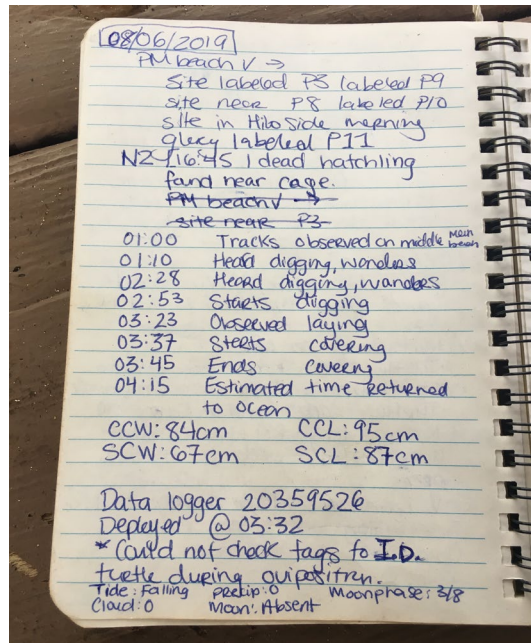 08/06/2019
PM beach √ →
Site labeled P3 labeled P9
site near P8 labeled P10
site in Hilo Side morning
glory labeled P11
N2-16:45 1 dead hatchling
fand near cage.
PM beach √ →
site near P3
01:00 Tracks observed on middle Main beach
01:10 Heard digging, wanders
02:28 Heard digging, wanders
02:53 Starts digging
03:23 Observed laying
03:37 Starts covering
03:45 Ends covering
04:15 Estimated time returned
to ocean
CCW: 84cm CCL: 95cm
SCW: 67cm SCL: 87cm
Data logger 20359526
Deployed @ 03:32
* Could not check tags to I.D.
turtle during oviposition.
Tide: Falling precip: 0 Moonphase: 3/8
Cloud: 0 Moon: Absent